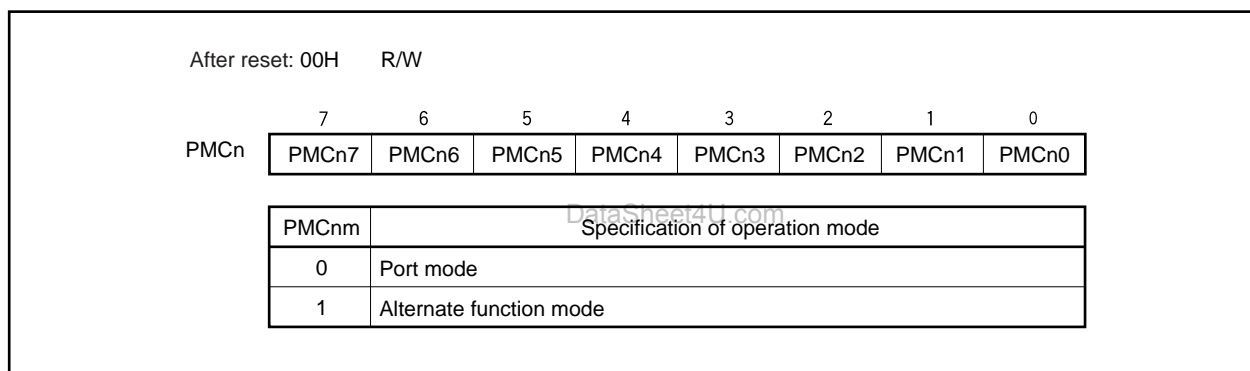 After reset: 00H R/W
7 6 5 4 3 2 1 0
PMCn PMCn7 PMCn6 PMCn5 PMCn4 PMCn3 PMCn2 PMCn1 PMCn0
DataSheet4U.com
PMCnm Specification of operation mode
0 Port mode
1 Alternate function mode